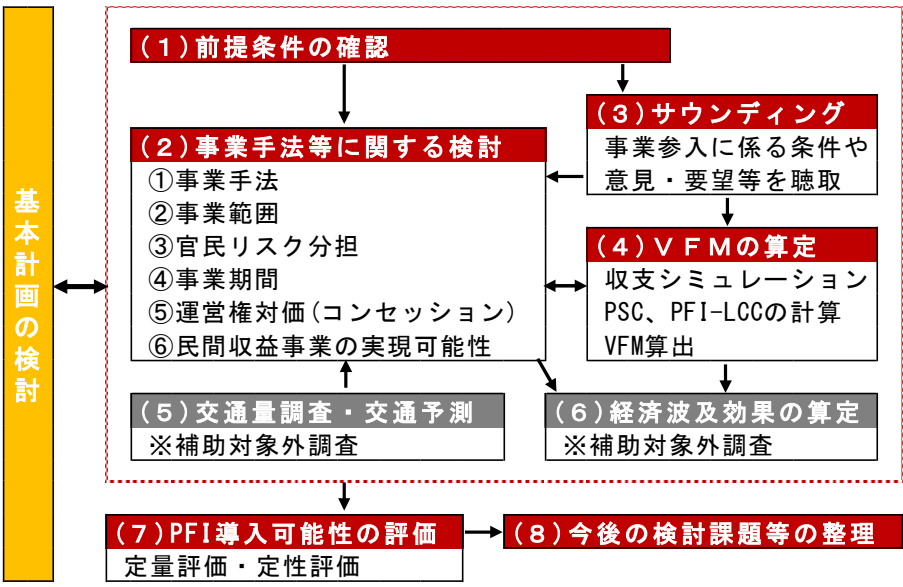 基本計画の検討
(1)前提条件の確認
(2)事業手法等に関する検討
①事業手法
②事業範囲
③官民リスク分担
④事業期間
⑤運営権対価(コンセッション)
⑥民間収益事業の実現可能性
(3)サウンディング
事業参入に係る条件や
意見・要望等を聴取
(4)VFMの算定
収支シミュレーション
PSC、PFI-LCCの計算
VFM算出
(5)交通量調査・交通予測
※補助対象外調査
(6)経済波及効果の算定
※補助対象外調査
(7)PFI導入可能性の評価
定量評価・定性評価
(8)今後の検討課題等の整理